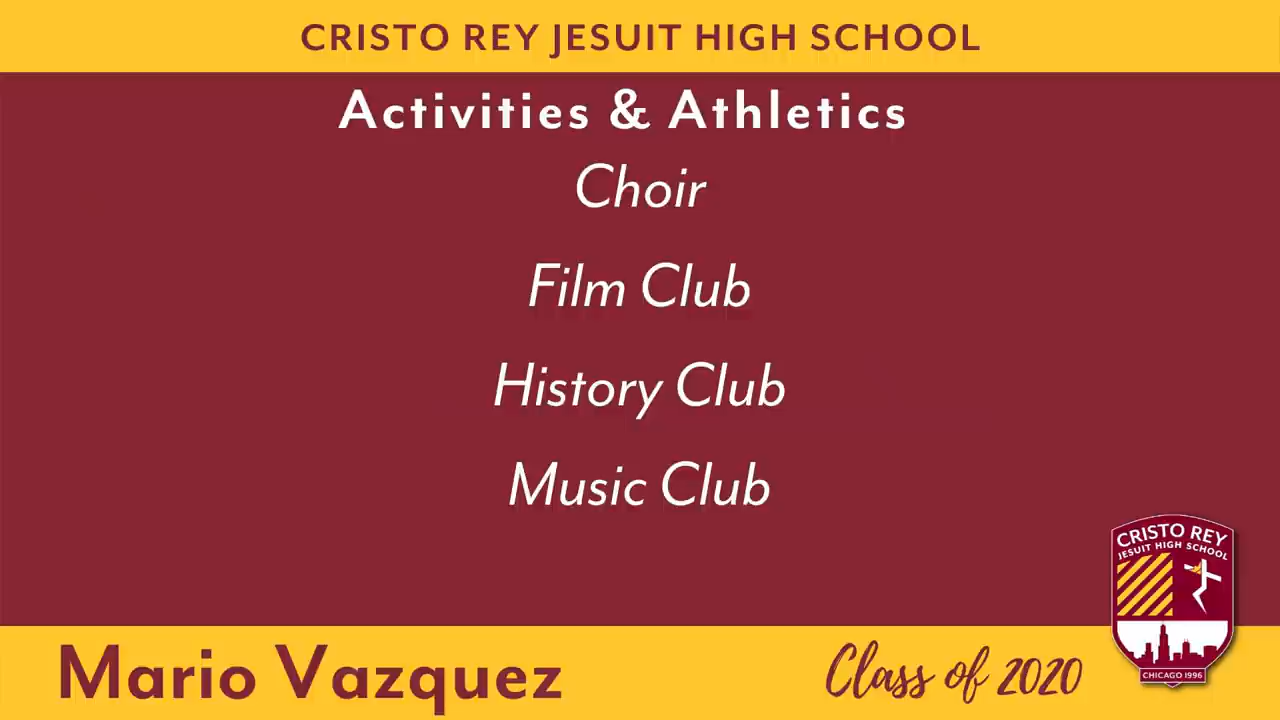 CRISTO REY JESUIT HIGH SCHOOL
Activities & Athletics
Choir
Film Club
History Club
Music Club
CRISTO REY
JESUIT HIGH SCHOOL
CHICAGO 1996
Mario Vazquez
Class of 2020